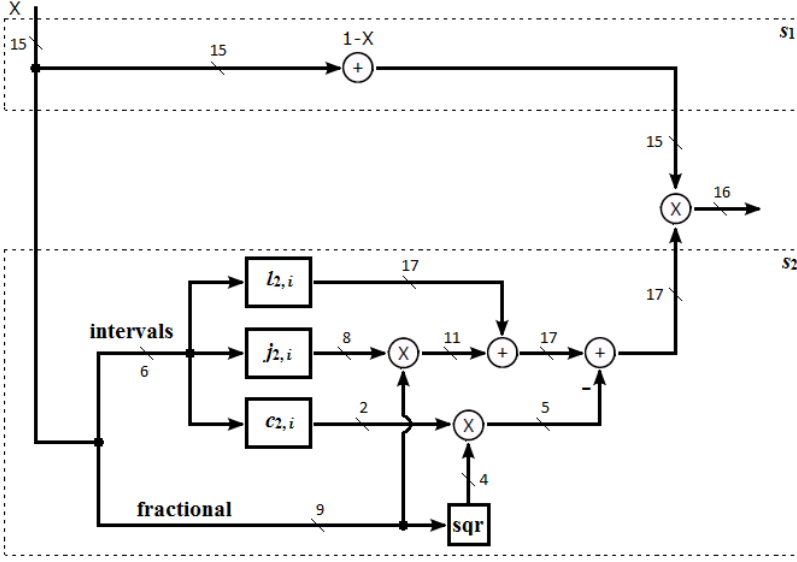 X
15
15
1-X
+
s1
15
X
16
s2
l2,i
17
17
intervals
6
j2,i
8
X
11
+
17
+
-
c2,i
2
X
5
4
fractional
9
sqr